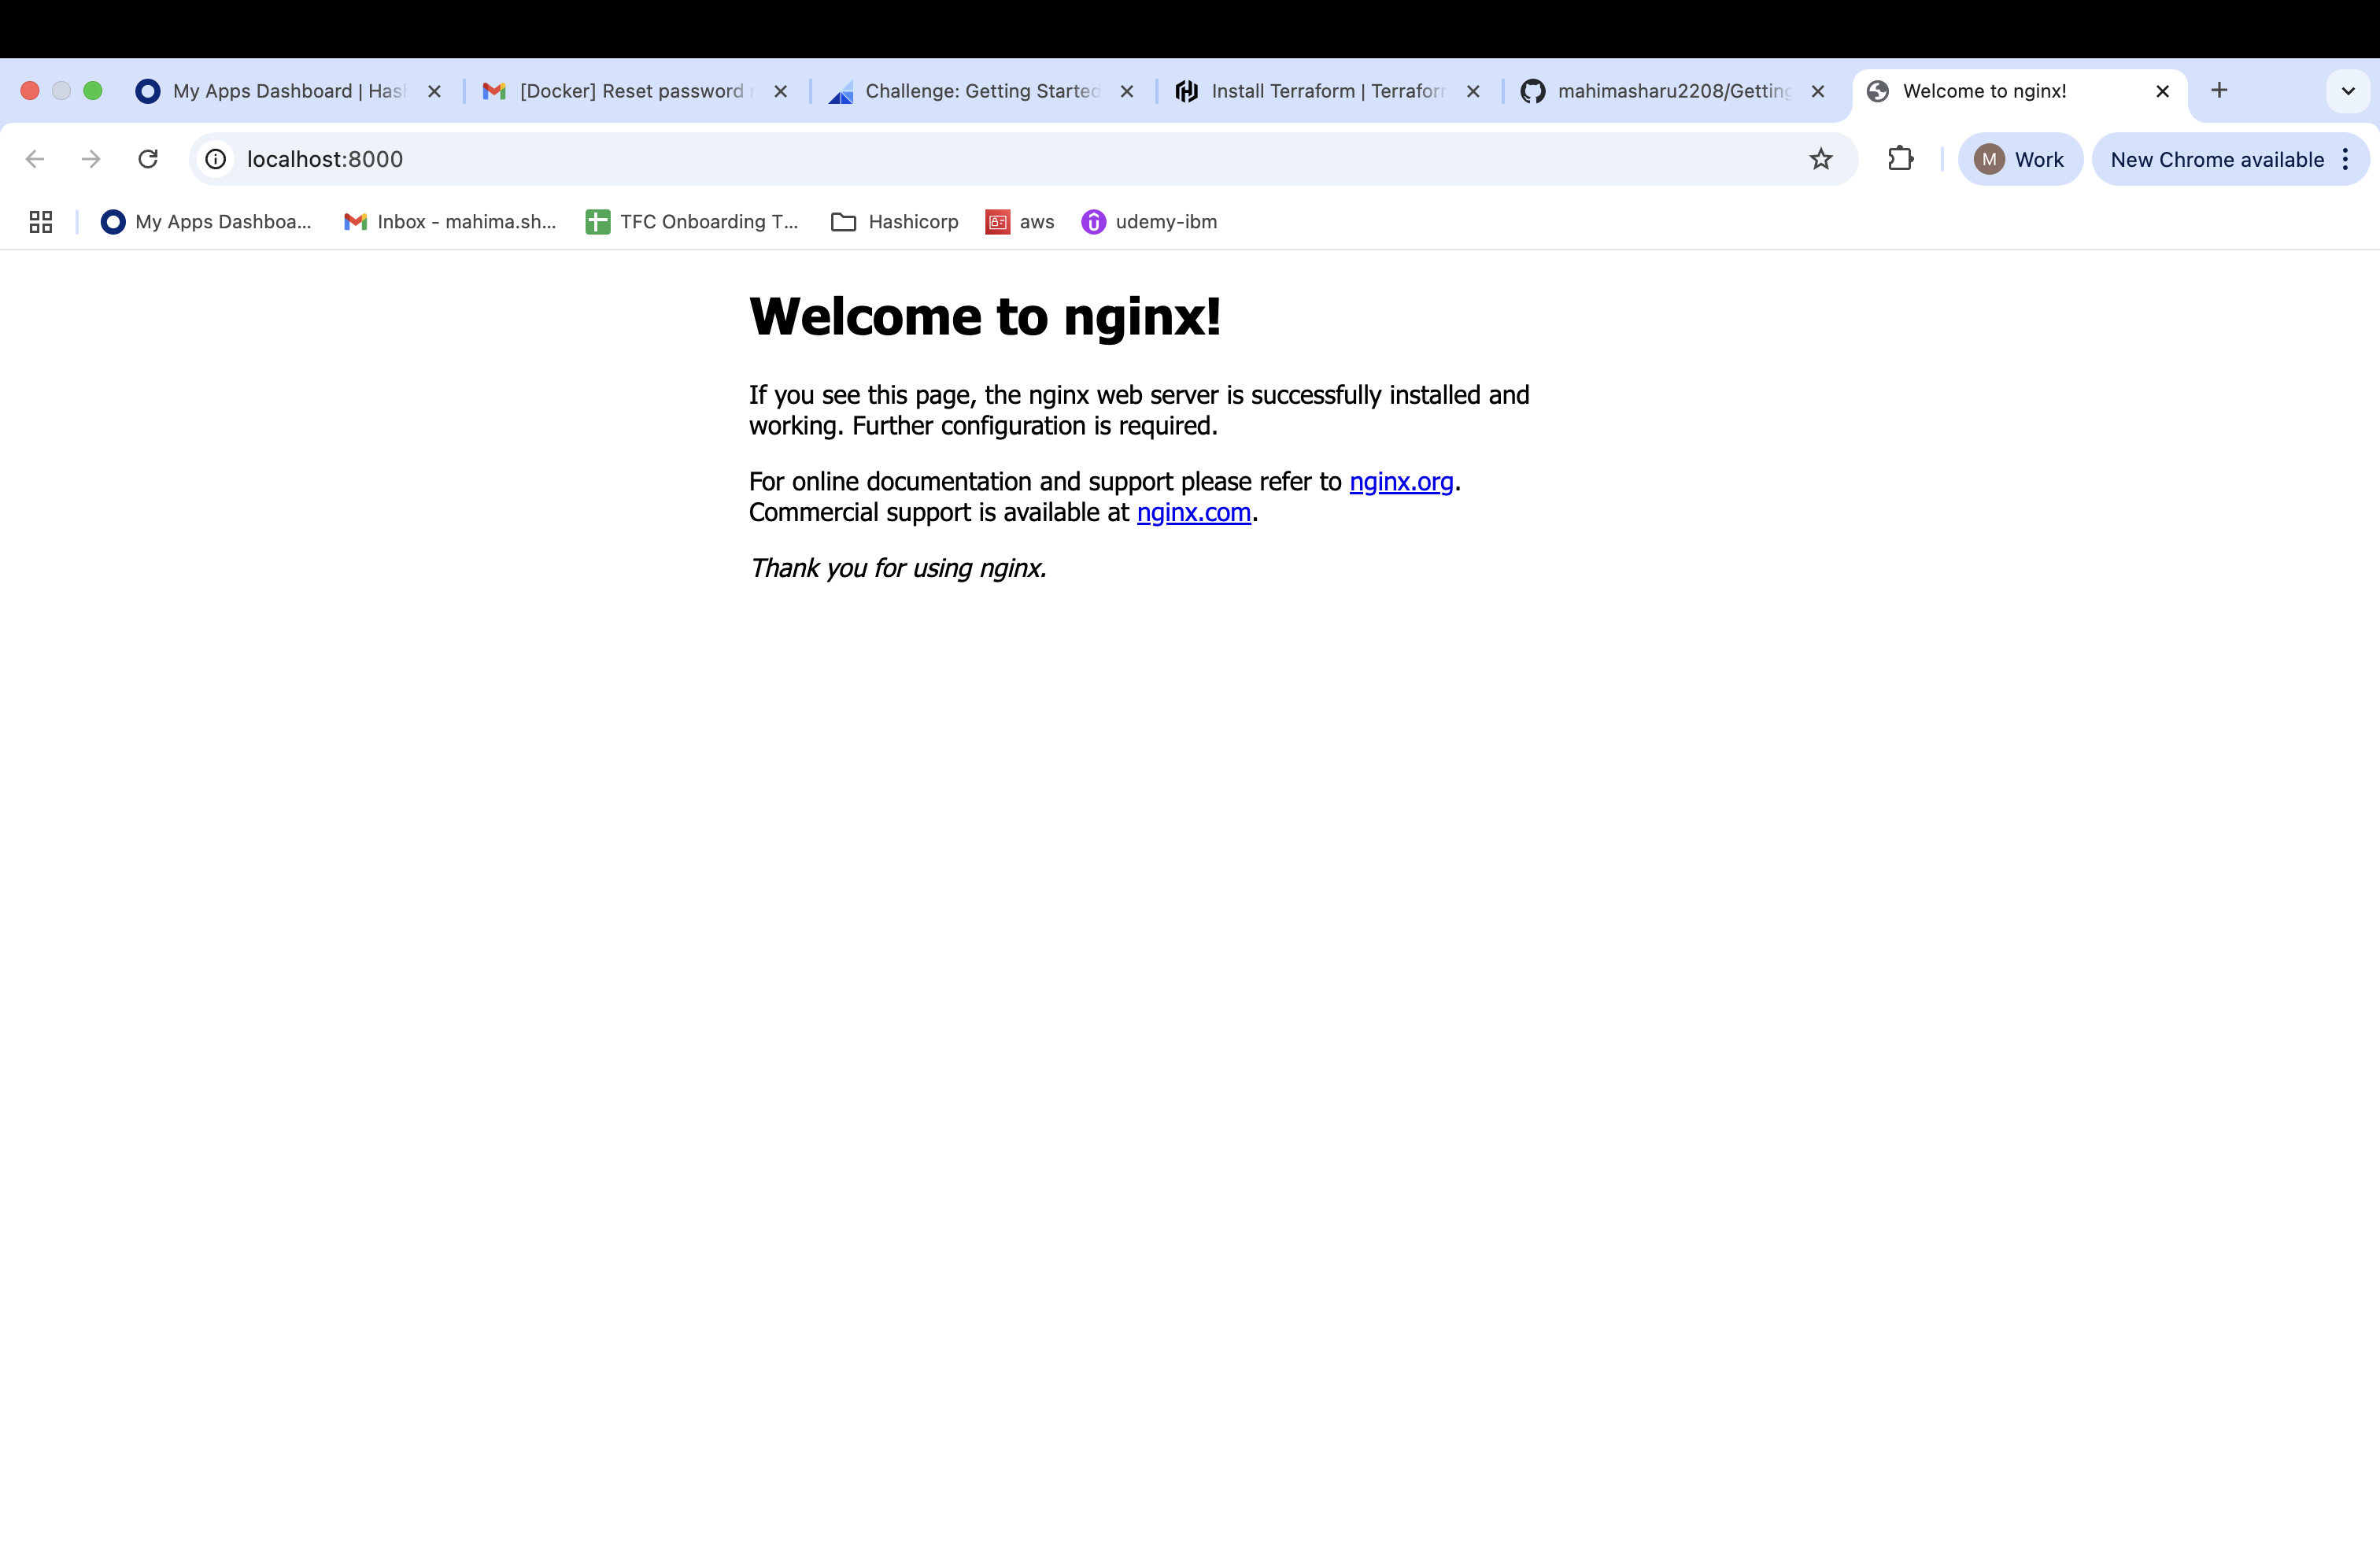 My Apps Dashboard | Hash
[Docker] Reset password
Challenge: Getting Started
Install Terraform | Terraform
mahimasharu2208/Getting
Welcome to nginx!
localhost:8000
M Work
New Chrome available
My Apps Dashboa...
Inbox - mahima.sh...
TFC Onboarding T...
Hashicorp
aws
udemy-ibm
Welcome to nginx!
If you see this page, the nginx web server is successfully installed and
working. Further configuration is required.
For online documentation and support please refer to nginx.org.
Commercial support is available at nginx.com.
Thank you for using nginx.